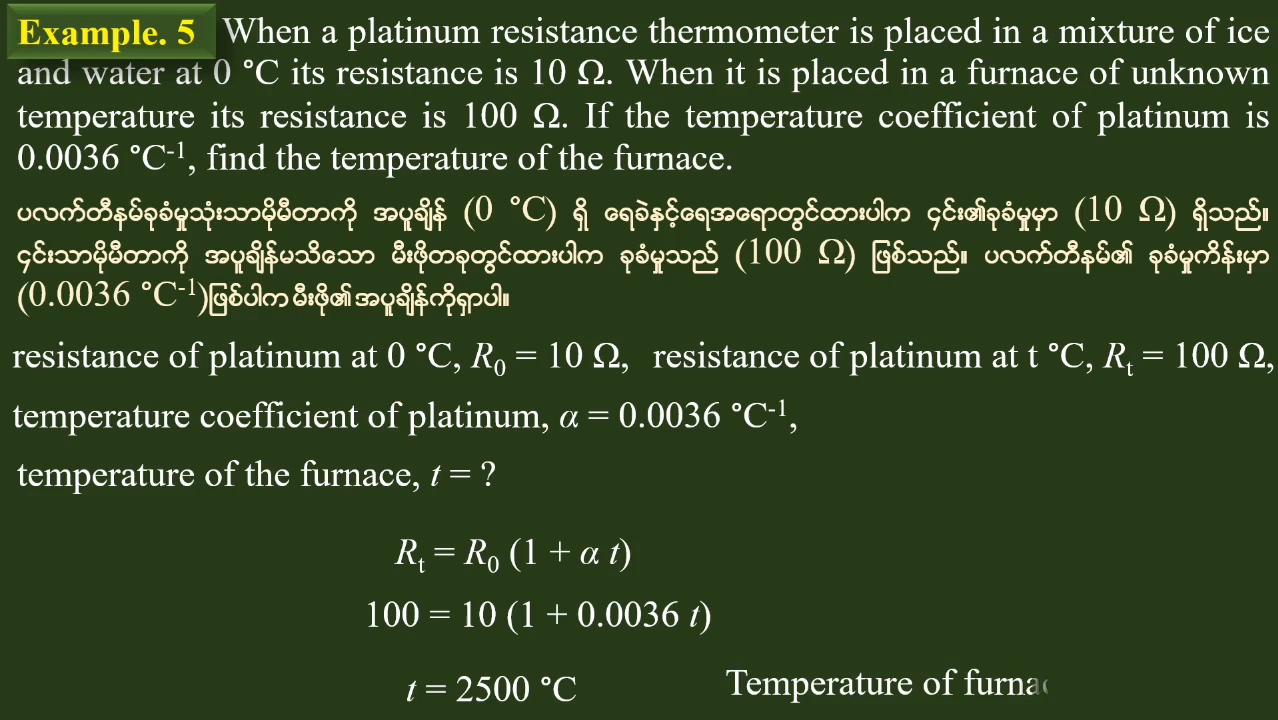 Example. 5 When a platinum resistance thermometer is placed in a mixture of ice
and water at 0 °C its resistance is 10 Ω. When it is placed in a furnace of unknown
temperature its resistance is 100 Ω. If the temperature coefficient of platinum is
0.0036 °C⁻¹, find the temperature of the furnace.
ပလက်တီနမ်ခုခံမှုသုံးသာမိုမီတာကို အပူချိန် (0 °C) ရှိ ရေခဲနှင့်ရေအရောတွင်ထားပါက ၄င်း၏ခုခံမှုမှာ (10 Ω) ရှိသည်။
၄င်းသာမိုမီတာကို အပူချိန်မသိသော မီးဖိုတခုတွင်ထားပါက ခုခံမှုသည် (100 Ω) ဖြစ်သည်။ ပလက်တီနမ်၏ ခုခံမှုကိန်းမှာ
(0.0036 °C⁻¹)ဖြစ်ပါက မီးဖို၏ အပူချိန်ကိုရှာပါ။
resistance of platinum at 0 °C, R₀ = 10 Ω, resistance of platinum at t °C, Rₜ = 100 Ω,
temperature coefficient of platinum, α = 0.0036 °C⁻¹,
temperature of the furnace, t = ?
Rₜ = R₀ (1 + α t)
100 = 10 (1 + 0.0036 t)
t = 2500 °C Temperature of furnac